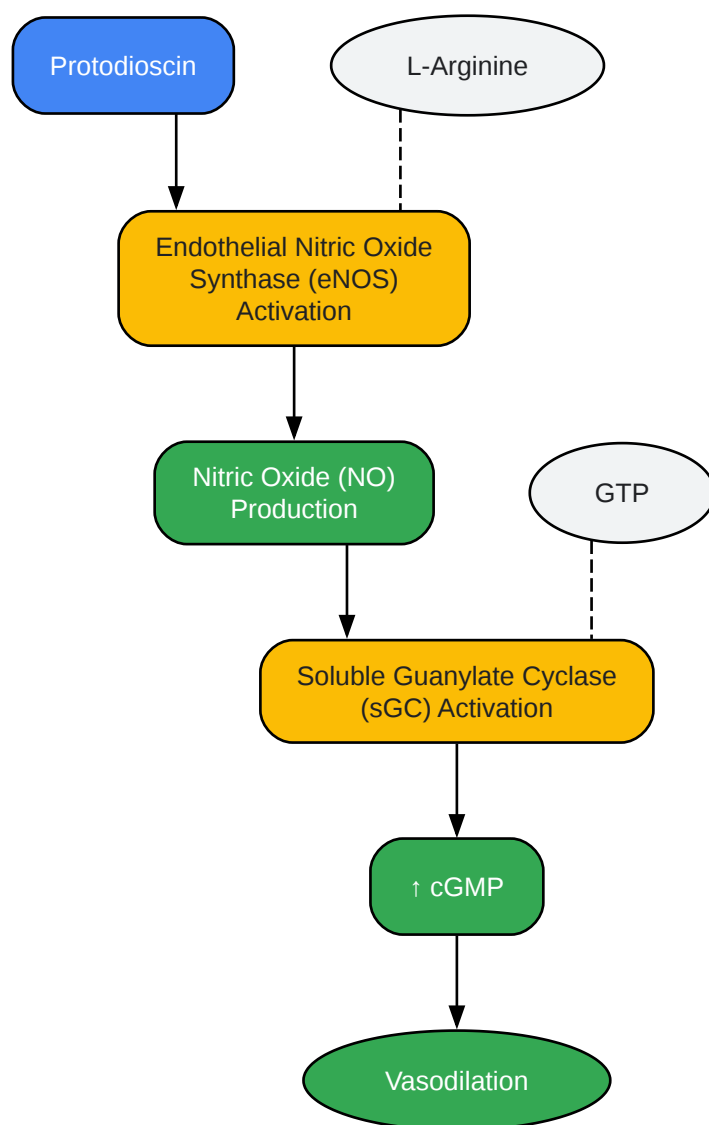 Protodioscin
L-Arginine
Endothelial Nitric Oxide
Synthase (eNOS)
Activation
Nitric Oxide (NO)
Production
GTP
Soluble Guanylate Cyclase
(sGC) Activation
↑ cGMP
Vasodilation